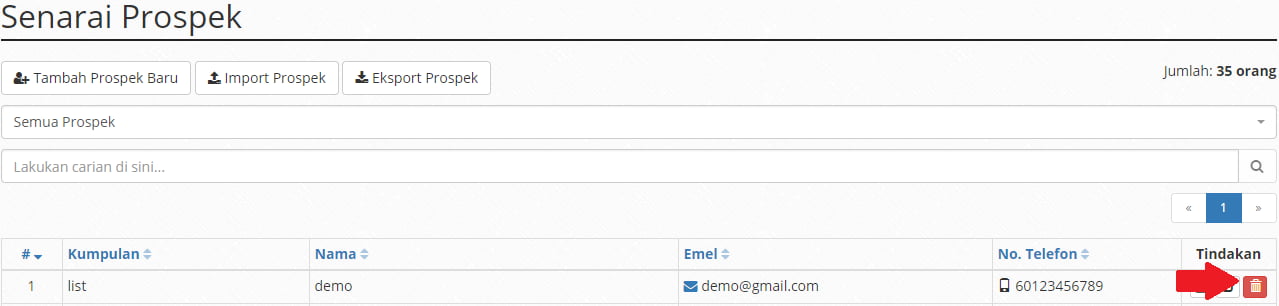 Senarai Prospek
Tambah Prospek Baru Import Prospek Eksport Prospek Jumlah: 35 orang
Semua Prospek
Lakukan carian di sini...
« 1 »
# Kumpulan Nama Emel No. Telefon Tindakan
1 list demo demo@gmail.com 60123456789